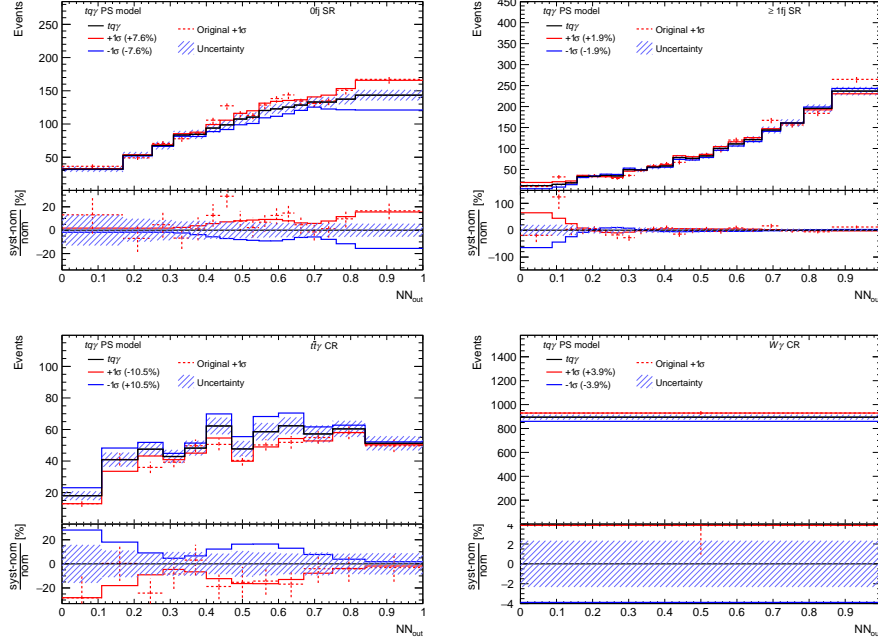 Events
tqγ PS model
0fj SR
tqγ
+1σ (+7.6%)
-1σ (-7.6%)
Original +1σ
Uncertainty
250
200
150
100
50
syst-nom
nom
[%]
20
0
−20
0 0.1 0.2 0.3 0.4 0.5 0.6 0.7 0.8 0.9 1
NNout
Events
tqγ PS model
≥ 1fj SR
tqγ
+1σ (+1.9%)
-1σ (-1.9%)
Original +1σ
Uncertainty
450
400
350
300
250
200
150
100
50
syst-nom
nom
[%]
100
0
−100
0 0.1 0.2 0.3 0.4 0.5 0.6 0.7 0.8 0.9 1
NNout
Events
tqγ PS model
tt̄γ CR
tqγ
+1σ (-10.5%)
-1σ (+10.5%)
Original +1σ
Uncertainty
120
100
80
60
40
20
syst-nom
nom
[%]
20
0
−20
0 0.1 0.2 0.3 0.4 0.5 0.6 0.7 0.8 0.9 1
NNout
Events
tqγ PS model
Wγ CR
tqγ
+1σ (+3.9%)
-1σ (-3.9%)
Original +1σ
Uncertainty
1400
1200
1000
800
600
400
200
syst-nom
nom
[%]
4
2
0
−2
−4
0 0.1 0.2 0.3 0.4 0.5 0.6 0.7 0.8 0.9 1
NNout